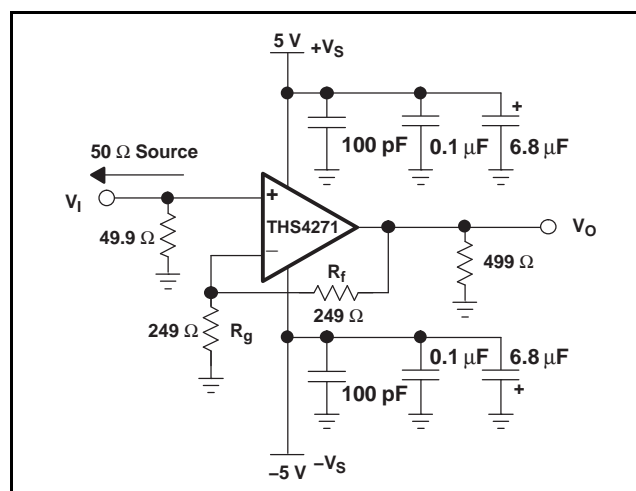 5 V
+VS
+
100 pF
0.1 µF
6.8 µF
50 Ω Source
VI
+
THS4271
VO
49.9 Ω
−
Rf
499 Ω
249 Ω
249 Ω
Rg
0.1 µF
6.8 µF
100 pF
+
−5 V
−VS